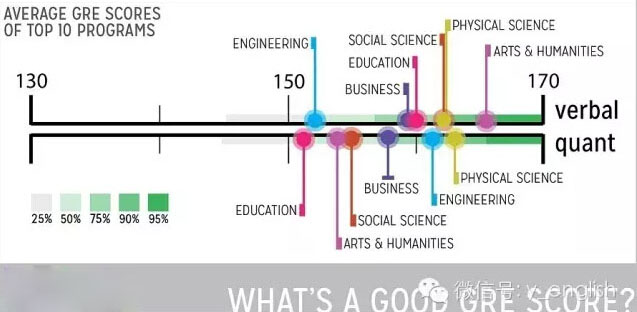 AVERAGE GRE SCORES
OF TOP 10 PROGRAMS
PHYSICAL SCIENCE
ENGINEERING
SOCIAL SCIENCE
ARTS & HUMANITIES
EDUCATION
BUSINESS
130
150
170
verbal
quant
PHYSICAL SCIENCE
BUSINESS
ENGINEERING
EDUCATION
SOCIAL SCIENCE
ARTS & HUMANITIES
25% 50% 75% 90% 95%
微信号: v_english
WHAT'S A GOOD GRE SCORE?